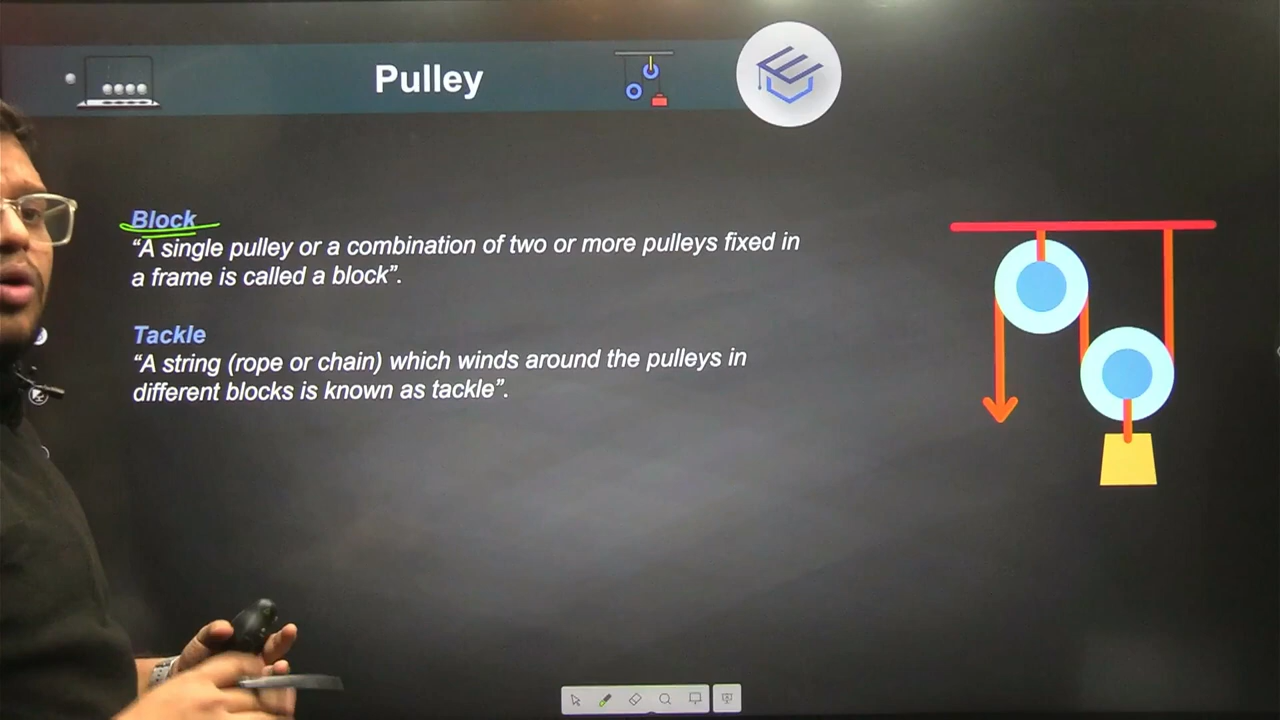 Pulley
Block
“A single pulley or a combination of two or more pulleys fixed in
a frame is called a block”.
Tackle
“A string (rope or chain) which winds around the pulleys in
different blocks is known as tackle”.